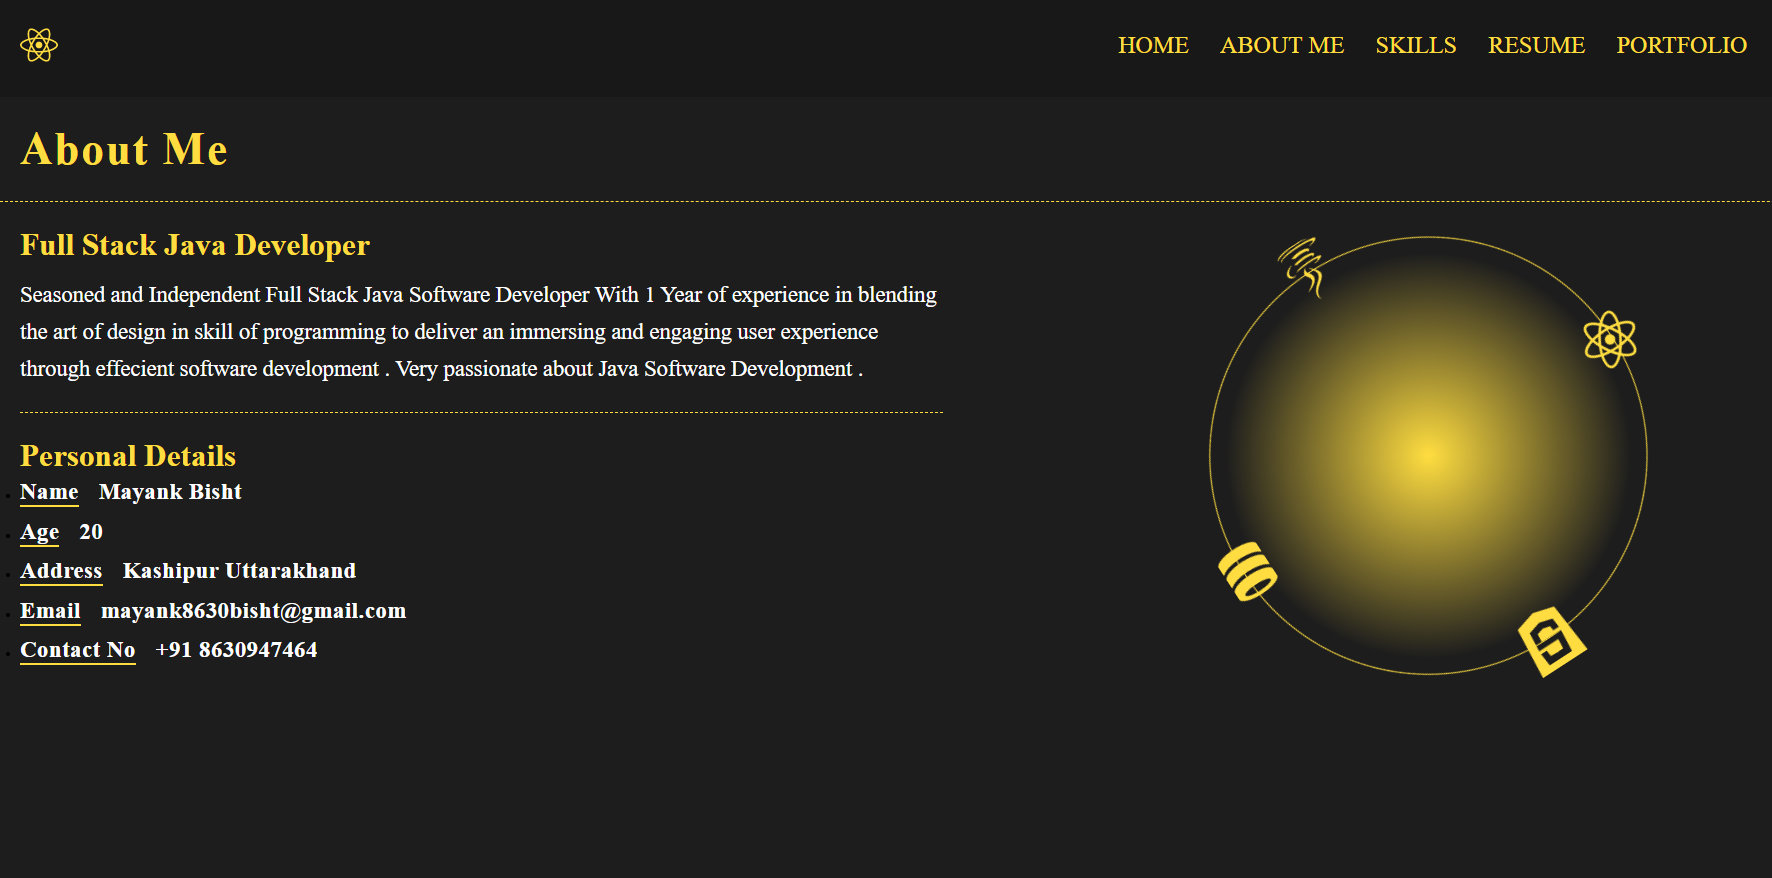 HOME ABOUT ME SKILLS RESUME PORTFOLIO
About Me
Full Stack Java Developer
Seasoned and Independent Full Stack Java Software Developer With 1 Year of experience in blending
the art of design in skill of programming to deliver an immersing and engaging user experience
through effecient software development . Very passionate about Java Software Development .
Personal Details
Name Mayank Bisht
Age 20
Address Kashipur Uttarakhand
Email mayank8630bisht@gmail.com
Contact No +91 8630947464